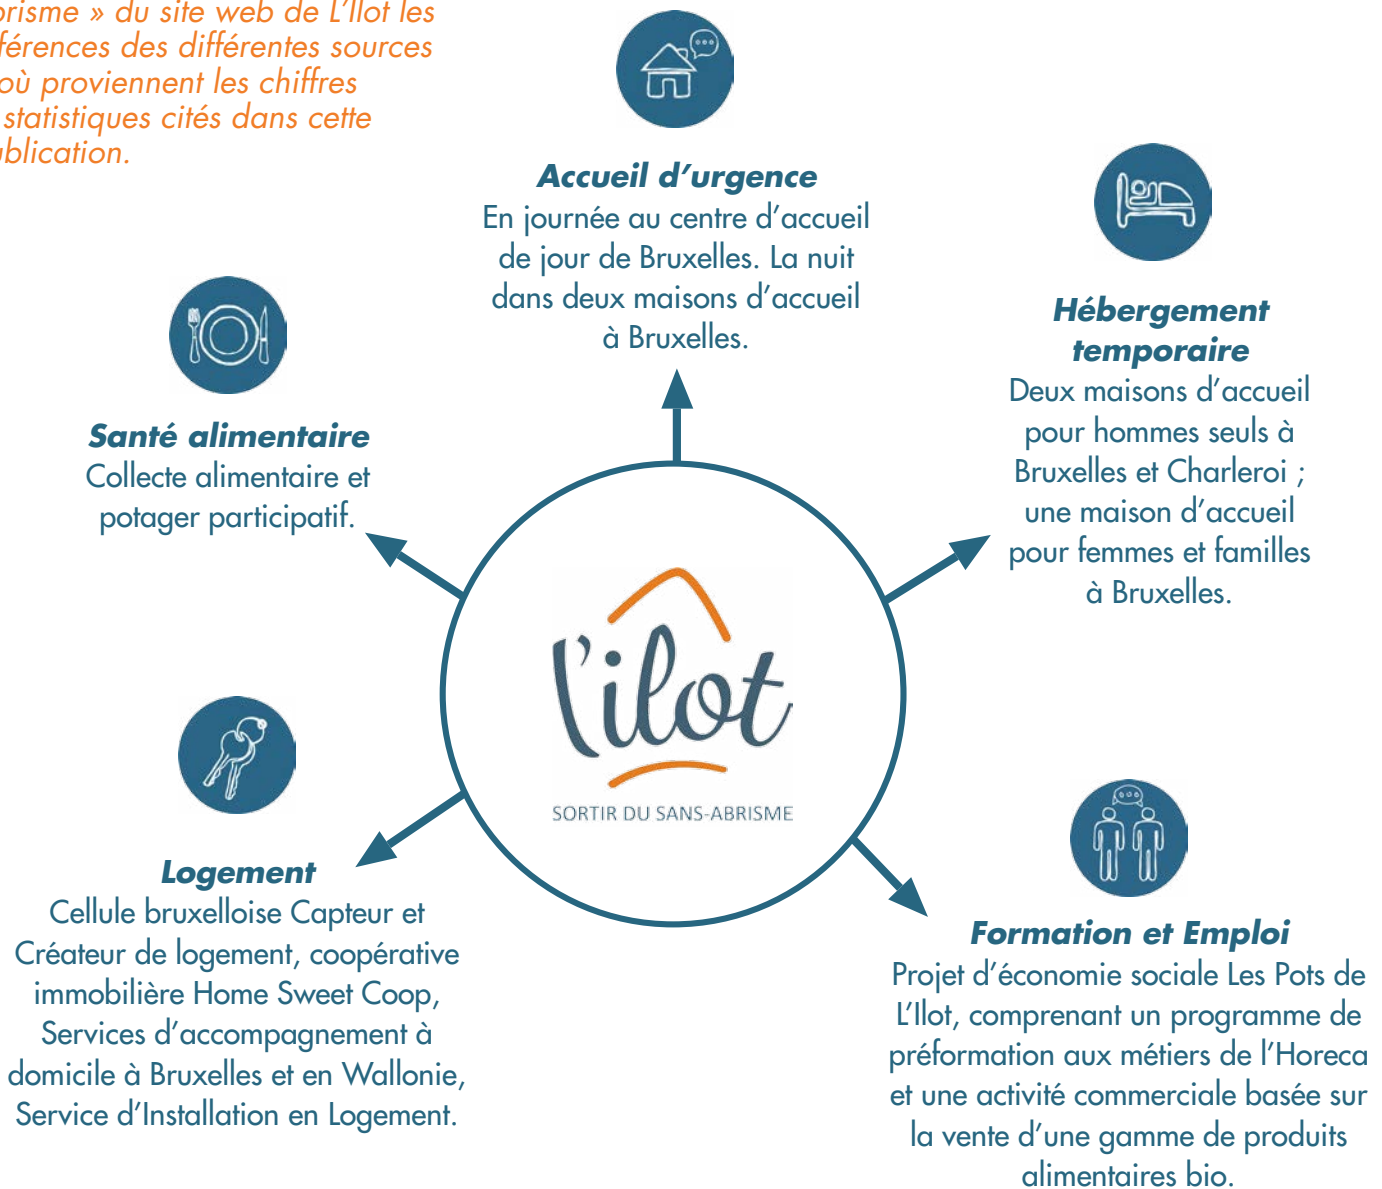 » du site web de L'Ilot les
des différentes sources
où proviennent les chiffres
statistiques cités dans cette
Accueil d'urgence
En journée au centre d'accueil
de jour de Bruxelles. La nuit
dans deux maisons d'accueil
à Bruxelles.
Hébergement
temporaire
Deux maisons d'accueil
pour hommes seuls à
Bruxelles et Charleroi ;
une maison d'accueil
pour femmes et familles
à Bruxelles.
Santé alimentaire
Collecte alimentaire et
potager participatif.
l'ilot
SORTIR DU SANS-ABRISME
Logement
Cellule bruxelloise Capteur et
Créateur de logement, coopérative
immobilière Home Sweet Coop,
Services d'accompagnement à
domicile à Bruxelles et en Wallonie,
Service d'Installation en Logement.
Formation et Emploi
Projet d'économie sociale Les Pots de
L'Ilot, comprenant un programme de
préformation aux métiers de l'Horeca
et une activité commerciale basée sur
la vente d'une gamme de produits
alimentaires bio.